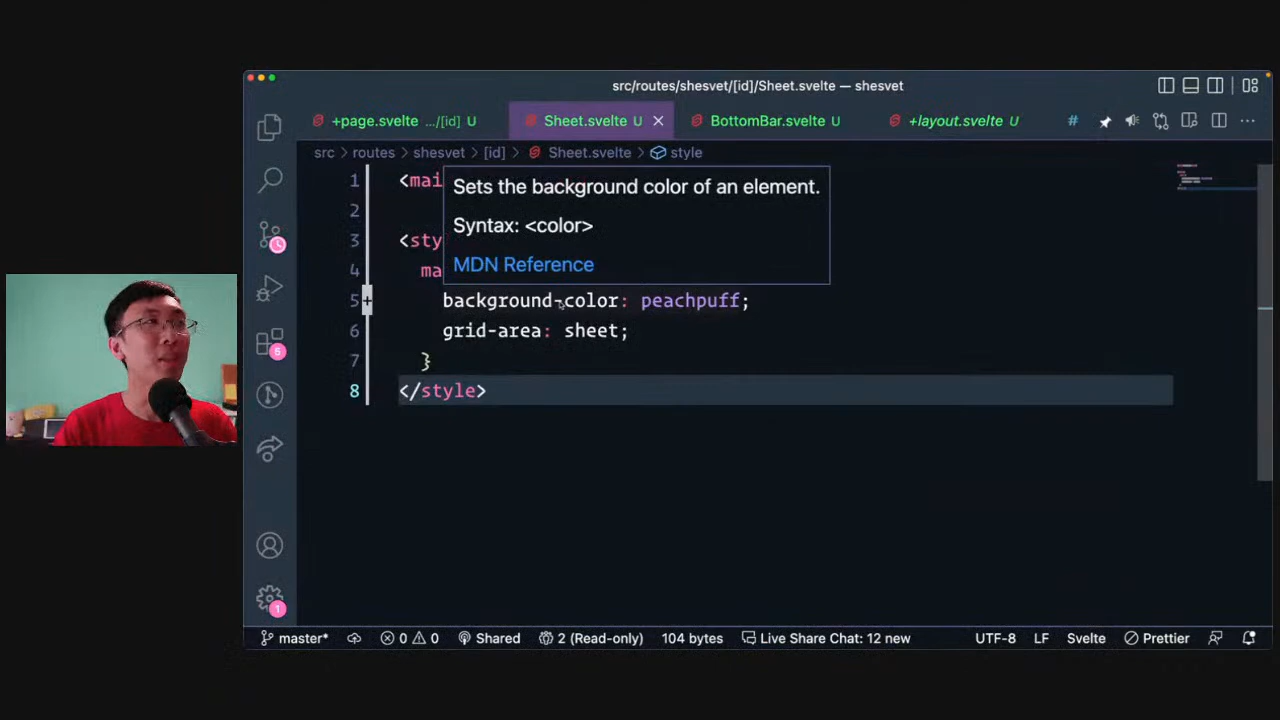 src/routes/shesvet/[id]/Sheet.svelte — shesvet
+page.svelte .../[id] U
Sheet.svelte U
BottomBar.svelte U
+layout.svelte U
src > routes > shesvet > [id] > Sheet.svelte > style
1 <mai
Sets the background color of an element.
2
Syntax: <color>
3 <sty
MDN Reference
4 ma
5 background-color: peachpuff;
6 grid-area: sheet;
7 }
8 </style>
5
1
master*
0
0
Shared
2 (Read-only)
104 bytes
Live Share Chat: 12 new
UTF-8
LF
Svelte
Prettier